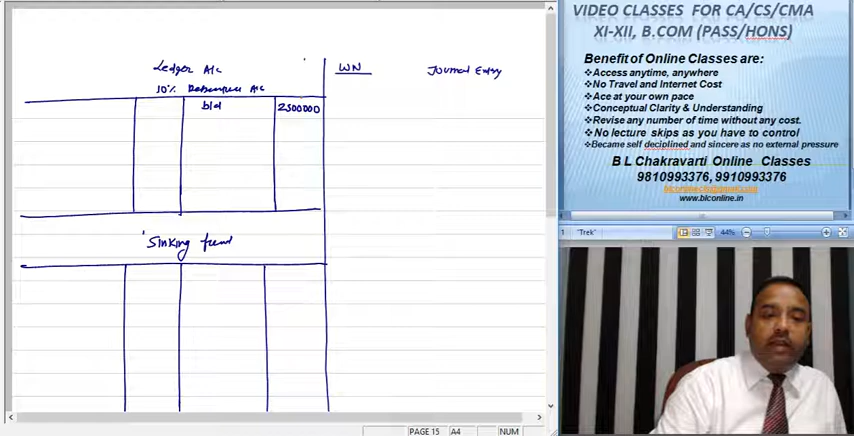 Ledger A/c
WN
Journal Entry
10% Debenture A/c
b/d
2500000
Sinking fund
PAGE 15
A4
NUM
VIDEO CLASSES FOR CA/CS/CMA
XI-XII, B.COM (PASS/HONS)
Benefit of Online Classes are:
❖Access anytime, anywhere
❖No Travel and Internet Cost
❖Ace at your own pace
❖Conceptual Clarity & Understanding
❖Revise any number of time without any cost.
❖No lecture skips as you have to control
❖Became self deciplined and sincere as no external pressure
B L Chakravarti Online Classes
9810993376, 9910993376
www.blconline.in
1
"Trek"
44%